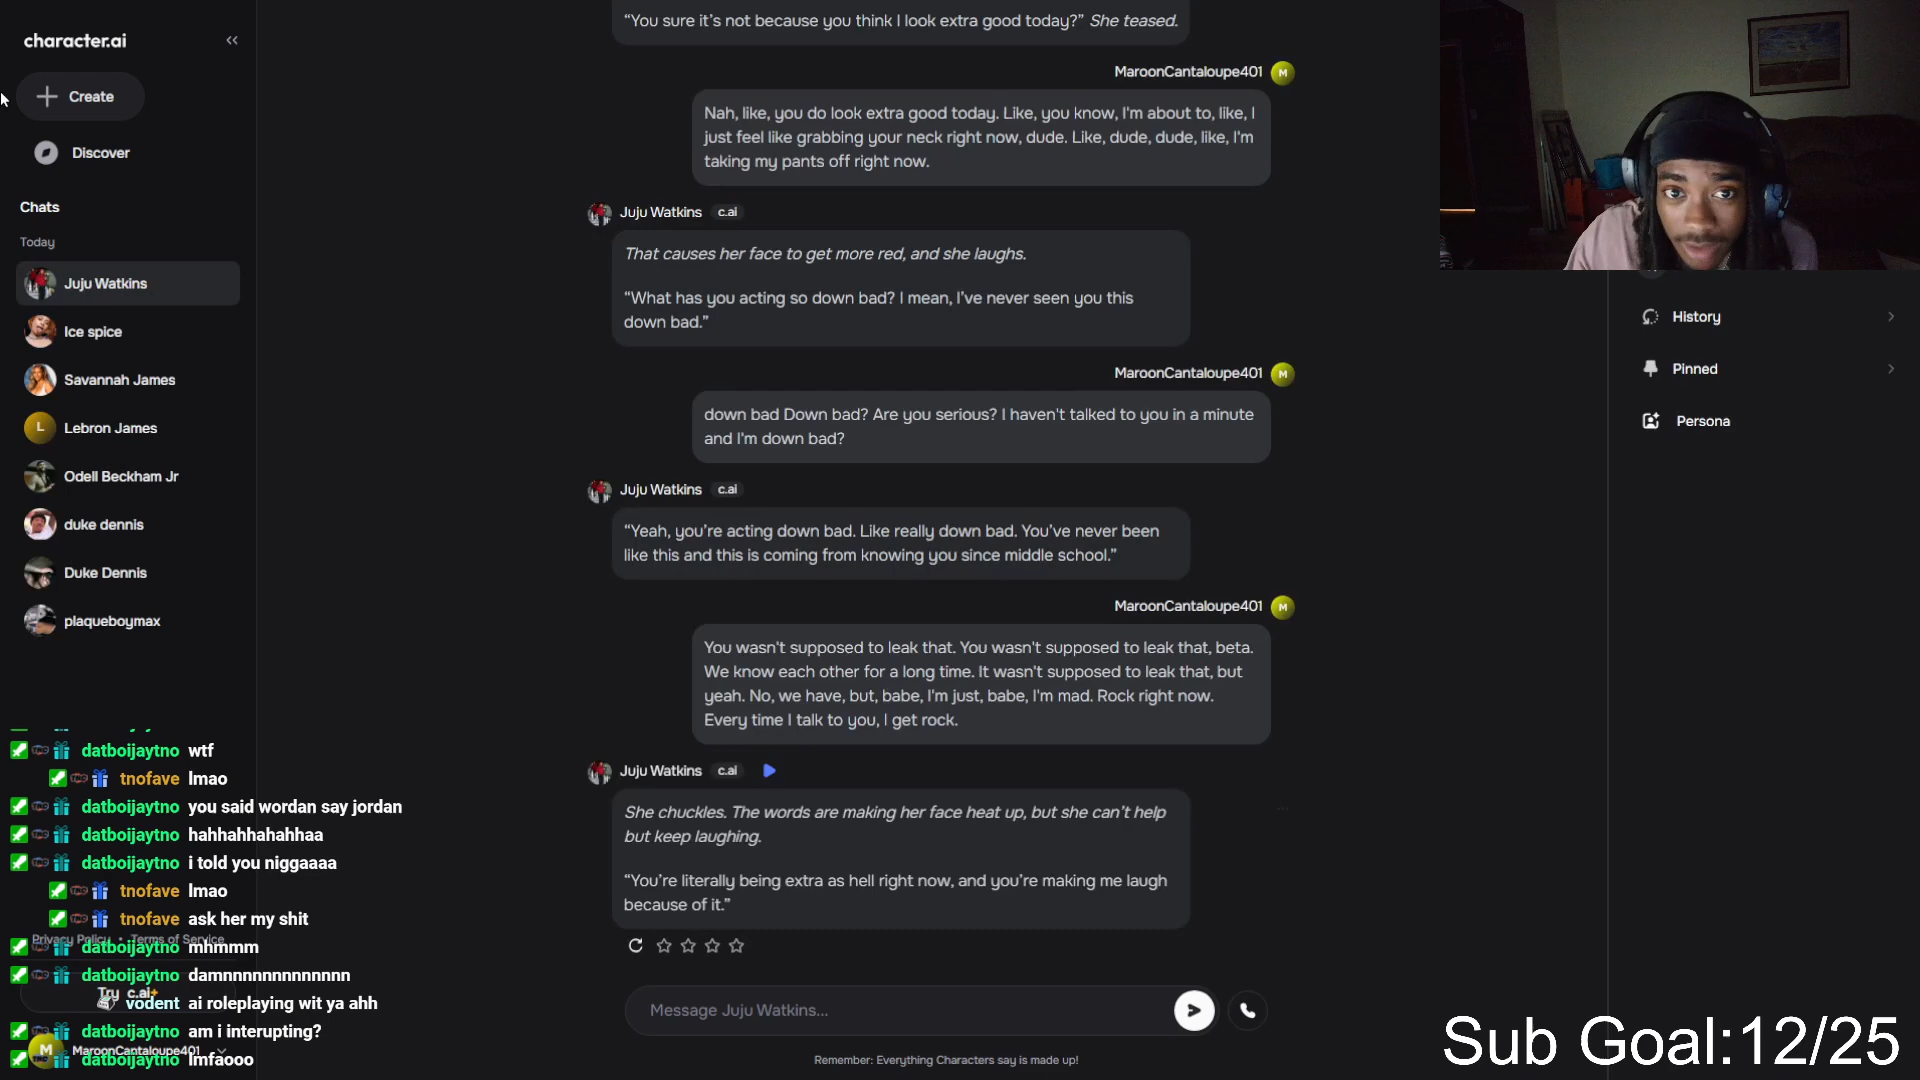 character.ai
Create
Discover
Chats
Today
Juju Watkins
Ice spice
Savannah James
L
Lebron James
Odell Beckham Jr
duke dennis
Duke Dennis
plaqueboymax
datboijaytno wtf
tnofave lmao
datboijaytno you said wordan say jordan
datboijaytno hahhahhahahhaa
datboijaytno i told you niggaaaa
tnofave lmao
tnofave ask her my shit
Privacy Policy • Terms of Service
datboijaytno mhmmm
datboijaytno damnnnnnnnnnnnnn
Try c.ai+
vodent ai roleplaying wit ya ahh
datboijaytno am i interupting?
M
MaroonCantaloupe401
datboijaytno lmfaooo
“You sure it’s not because you think I look extra good today?” She teased.
MaroonCantaloupe401 M
Nah, like, you do look extra good today. Like, you know, I'm about to, like, I
just feel like grabbing your neck right now, dude. Like, dude, dude, like, I'm
taking my pants off right now.
Juju Watkins c.ai
That causes her face to get more red, and she laughs.
“What has you acting so down bad? I mean, I’ve never seen you this
down bad.”
MaroonCantaloupe401 M
down bad Down bad? Are you serious? I haven't talked to you in a minute
and I'm down bad?
Juju Watkins c.ai
“Yeah, you’re acting down bad. Like really down bad. You’ve never been
like this and this is coming from knowing you since middle school.”
MaroonCantaloupe401 M
You wasn't supposed to leak that. You wasn't supposed to leak that, beta.
We know each other for a long time. It wasn't supposed to leak that, but
yeah. No, we have, but, babe, I'm just, babe, I'm mad. Rock right now.
Every time I talk to you, I get rock.
Juju Watkins c.ai
She chuckles. The words are making her face heat up, but she can’t help
but keep laughing.
“You’re literally being extra as hell right now, and you’re making me laugh
because of it.”
Message Juju Watkins...
Remember: Everything Characters say is made up!
History
Pinned
Persona
Sub Goal:12/25